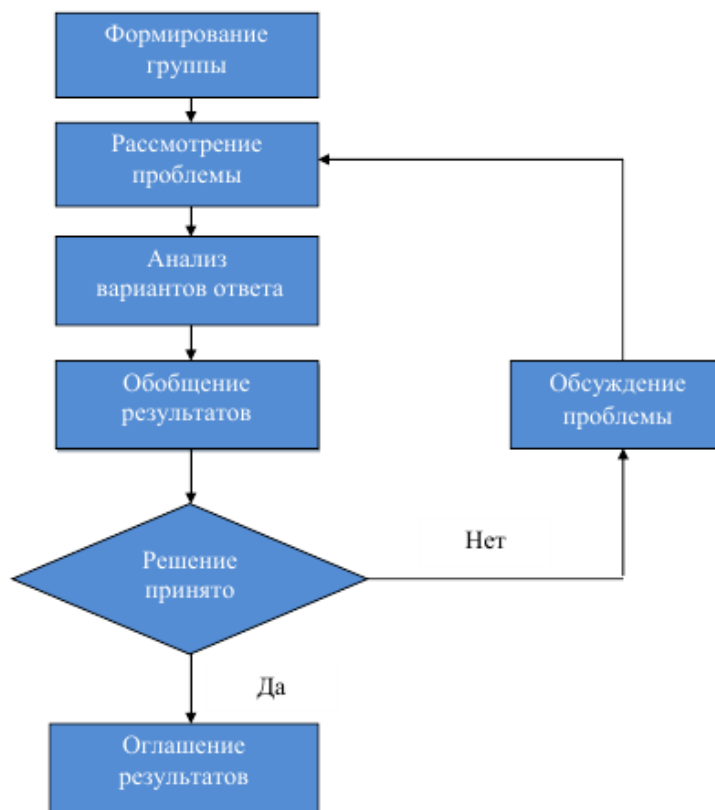 Формирование
группы
Рассмотрение
проблемы
Анализ
вариантов ответа
Обобщение
результатов
Обсуждение
проблемы
Решение
принято
Нет
Да
Оглашение
результатов